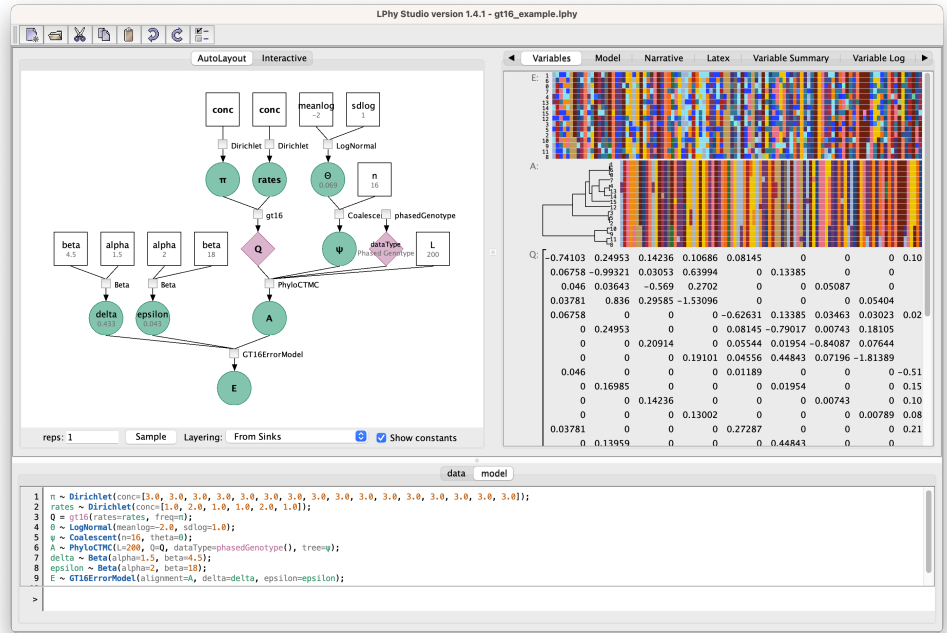 LPhy Studio version 1.4.1 - gt16_example.lphy
AutoLayout Interactive
Variables Model Narrative Latex Variable Summary Variable Log
conc conc meanlog -2 sdlog 1
Dirichlet Dirichlet LogNormal
π rates Θ 0.069 n 16
gt16 Coalescent phasedGenotype
beta 4.5 alpha 1.5 alpha 2 beta 18 Q ψ dataType Phased Genotype L 200
Beta Beta PhyloCTMC
delta 0.433 epsilon 0.043 A
GT16ErrorModel
E
reps: 1 Sample Layering: From Sinks Show constants
E:
A:
Q:
-0.74103 0.24953 0.14236 0.10686 0.08145 0 0 0 0.10
0.06758 -0.99321 0.03053 0.63994 0 0.13385 0 0
0.046 0.03643 -0.569 0.2702 0 0 0.05087 0
0.03781 0.836 0.29585 -1.53096 0 0 0 0.05404
0.06758 0 0 0 -0.62631 0.13385 0.03463 0.03023 0.02
0 0.24953 0 0 0.08145 -0.79017 0.00743 0.18105
0 0 0.20914 0 0.05544 0.01954 -0.84087 0.07644
0 0 0 0.19101 0.04556 0.44843 0.07196 -1.81389
0.046 0 0 0 0.01189 0 0 0 -0.51
0 0.16985 0 0 0 0.01954 0 0 0.15
0 0 0.14236 0 0 0 0.00743 0 0.10
0 0 0 0.13002 0 0 0 0.00789 0.08
0.03781 0 0 0 0.27287 0 0 0 0.21
0 0.13959 0 0 0 0.44843 0 0
data model
1 π ~ Dirichlet(conc=[3.0, 3.0, 3.0, 3.0, 3.0, 3.0, 3.0, 3.0, 3.0, 3.0, 3.0, 3.0, 3.0, 3.0, 3.0, 3.0]);
2 rates ~ Dirichlet(conc=[1.0, 2.0, 1.0, 1.0, 2.0, 1.0]);
3 Q = gt16(rates=rates, freq=π);
4 Θ ~ LogNormal(meanlog=-2.0, sdlog=1.0);
5 ψ ~ Coalescent(n=16, theta=Θ);
6 A ~ PhyloCTMC(L=200, Q=Q, dataType=phasedGenotype(), tree=ψ);
7 delta ~ Beta(alpha=1.5, beta=4.5);
8 epsilon ~ Beta(alpha=2, beta=18);
9 E ~ GT16ErrorModel(alignment=A, delta=delta, epsilon=epsilon);
>